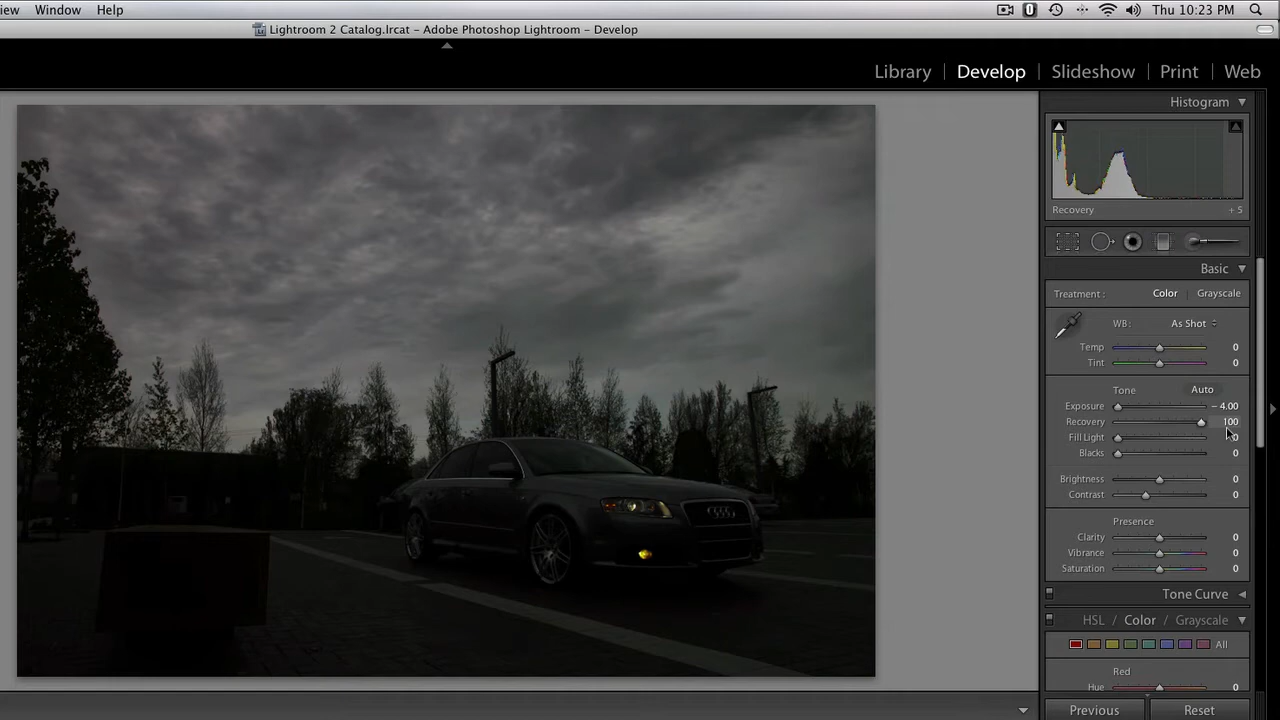 iew Window Help Thu 10:23 PM
Lightroom 2 Catalog.lrcat – Adobe Photoshop Lightroom – Develop
Library | Develop | Slideshow | Print | Web
Histogram
Recovery + 5
Basic
Treatment : Color | Grayscale
WB : As Shot
Temp 0
Tint 0
Tone Auto
Exposure – 4.00
Recovery 100
Fill Light 0
Blacks 0
Brightness 0
Contrast 0
Presence
Clarity 0
Vibrance 0
Saturation 0
Tone Curve
HSL / Color / Grayscale
All
Red
Hue 0
Previous Reset